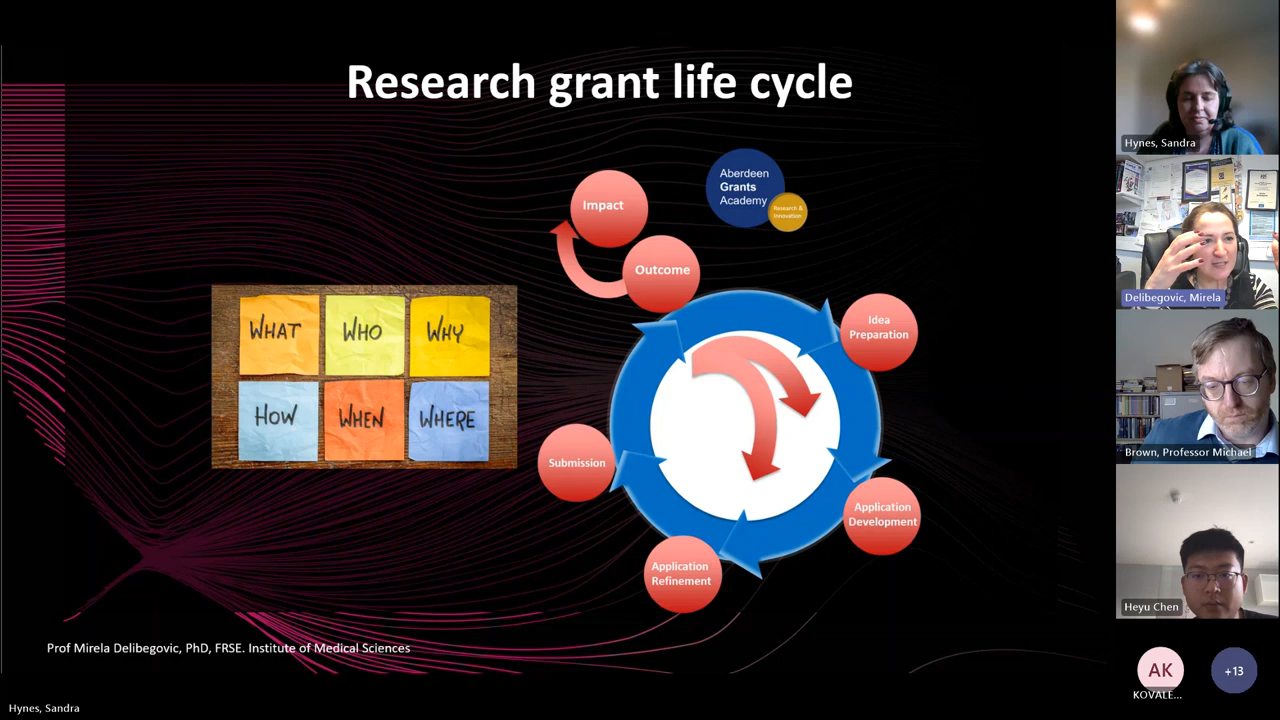 Research grant life cycle
Aberdeen
Grants
Academy
Research &
Innovation
Impact
Outcome
Idea
Preparation
WHAT
WHO
WHY
HOW
WHEN
WHERE
Submission
Application
Development
Application
Refinement
Prof Mirela Delibegovic, PhD, FRSE. Institute of Medical Sciences
Hynes, Sandra
Hynes, Sandra
Delibegovic, Mirela
Brown, Professor Michael
Heyu Chen
AK
KOVALE...
+13